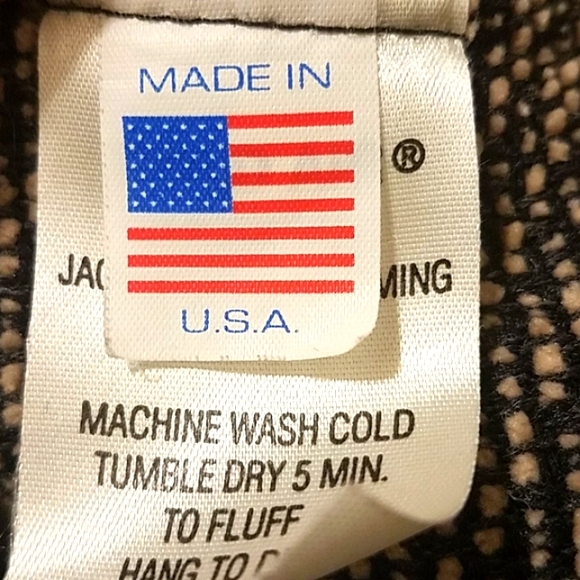 MADE IN
®
U.S.A.
MACHINE WASH COLD
TUMBLE DRY 5 MIN.
TO FLUFF
HANG TO